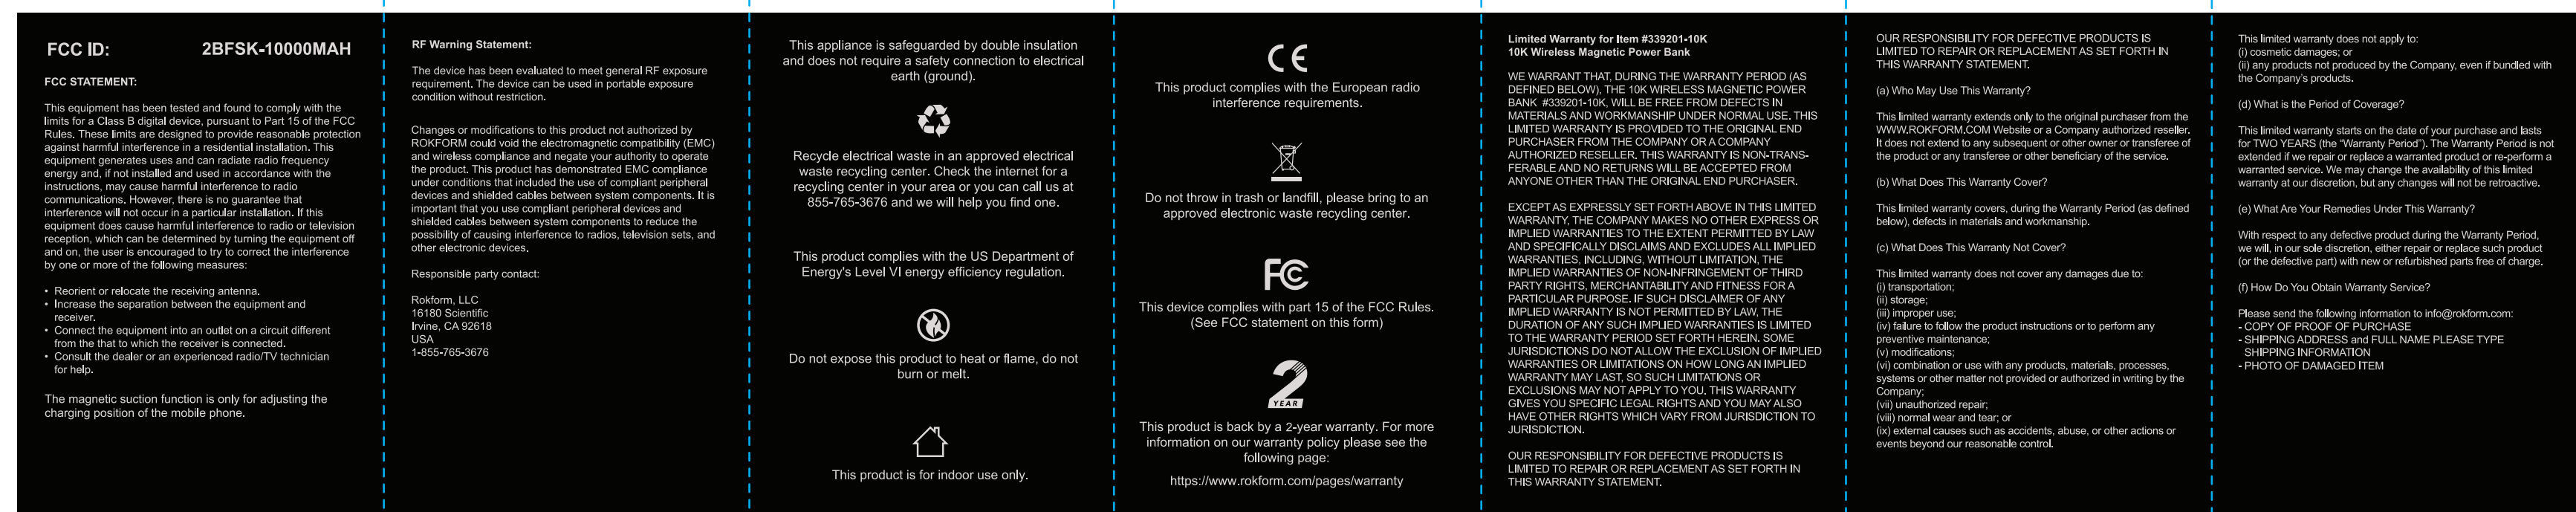 FCC ID: 2BFSK-10000MAH
FCC STATEMENT:
This equipment has been tested and found to comply with the
limits for a Class B digital device, pursuant to Part 15 of the FCC
Rules. These limits are designed to provide reasonable protection
against harmful interference in a residential installation. This
equipment generates uses and can radiate radio frequency
energy and, if not installed and used in accordance with the
instructions, may cause harmful interference to radio
communications. However, there is no guarantee that
interference will not occur in a particular installation. If this
equipment does cause harmful interference to radio or television
reception, which can be determined by turning the equipment off
and on, the user is encouraged to try to correct the interference
by one or more of the following measures:
• Reorient or relocate the receiving antenna.
• Increase the separation between the equipment and
receiver.
• Connect the equipment into an outlet on a circuit different
from the that to which the receiver is connected.
• Consult the dealer or an experienced radio/TV technician
for help.
The magnetic suction function is only for adjusting the
charging position of the mobile phone.
RF Warning Statement:
The device has been evaluated to meet general RF exposure
requirement. The device can be used in portable exposure
condition without restriction.
Changes or modifications to this product not authorized by
ROKFORM could void the electromagnetic compatibility (EMC)
and wireless compliance and negate your authority to operate
the product. This product has demonstrated EMC compliance
under conditions that included the use of compliant peripheral
devices and shielded cables between system components. It is
important that you use compliant peripheral devices and
shielded cables between system components to reduce the
possibility of causing interference to radios, television sets, and
other electronic devices.
Responsible party contact:
Rokform, LLC
16180 Scientific
Irvine, CA 92618
USA
1-855-765-3676
This appliance is safeguarded by double insulation
and does not require a safety connection to electrical
earth (ground).
Recycle electrical waste in an approved electrical
waste recycling center. Check the internet for a
recycling center in your area or you can call us at
855-765-3676 and we will help you find one.
This product complies with the US Department of
Energy's Level VI energy efficiency regulation.
Do not expose this product to heat or flame, do not
burn or melt.
This product is for indoor use only.
CE
This product complies with the European radio
interference requirements.
Do not throw in trash or landfill, please bring to an
approved electronic waste recycling center.
FC
This device complies with part 15 of the FCC Rules.
(See FCC statement on this form)
2
YEAR
This product is back by a 2-year warranty. For more
information on our warranty policy please see the
following page:
https://www.rokform.com/pages/warranty
Limited Warranty for Item #339201-10K
10K Wireless Magnetic Power Bank
WE WARRANT THAT, DURING THE WARRANTY PERIOD (AS
DEFINED BELOW), THE 10K WIRELESS MAGNETIC POWER
BANK #339201-10K, WILL BE FREE FROM DEFECTS IN
MATERIALS AND WORKMANSHIP UNDER NORMAL USE. THIS
LIMITED WARRANTY IS PROVIDED TO THE ORIGINAL END
PURCHASER FROM THE COMPANY OR A COMPANY
AUTHORIZED RESELLER. THIS WARRANTY IS NON-TRANS-
FERABLE AND NO RETURNS WILL BE ACCEPTED FROM
ANYONE OTHER THAN THE ORIGINAL END PURCHASER.
EXCEPT AS EXPRESSLY SET FORTH ABOVE IN THIS LIMITED
WARRANTY, THE COMPANY MAKES NO OTHER EXPRESS OR
IMPLIED WARRANTIES TO THE EXTENT PERMITTED BY LAW
AND SPECIFICALLY DISCLAIMS AND EXCLUDES ALL IMPLIED
WARRANTIES, INCLUDING, WITHOUT LIMITATION, THE
IMPLIED WARRANTIES OF NON-INFRINGEMENT OF THIRD
PARTY RIGHTS, MERCHANTABILITY AND FITNESS FOR A
PARTICULAR PURPOSE. IF SUCH DISCLAIMER OF ANY
IMPLIED WARRANTY IS NOT PERMITTED BY LAW, THE
DURATION OF ANY SUCH IMPLIED WARRANTIES IS LIMITED
TO THE WARRANTY PERIOD SET FORTH HEREIN. SOME
JURISDICTIONS DO NOT ALLOW THE EXCLUSION OF IMPLIED
WARRANTIES OR LIMITATIONS ON HOW LONG AN IMPLIED
WARRANTY MAY LAST, SO SUCH LIMITATIONS OR
EXCLUSIONS MAY NOT APPLY TO YOU. THIS WARRANTY
GIVES YOU SPECIFIC LEGAL RIGHTS AND YOU MAY ALSO
HAVE OTHER RIGHTS WHICH VARY FROM JURISDICTION TO
JURISDICTION.
OUR RESPONSIBILITY FOR DEFECTIVE PRODUCTS IS
LIMITED TO REPAIR OR REPLACEMENT AS SET FORTH IN
THIS WARRANTY STATEMENT.
OUR RESPONSIBILITY FOR DEFECTIVE PRODUCTS IS
LIMITED TO REPAIR OR REPLACEMENT AS SET FORTH IN
THIS WARRANTY STATEMENT.
(a) Who May Use This Warranty?
This limited warranty extends only to the original purchaser from the
WWW.ROKFORM.COM Website or a Company authorized reseller.
It does not extend to any subsequent or other owner or transferee of
the product or any transferee or other beneficiary of the service.
(b) What Does This Warranty Cover?
This limited warranty covers, during the Warranty Period (as defined
below), defects in materials and workmanship.
(c) What Does This Warranty Not Cover?
This limited warranty does not cover any damages due to:
(i) transportation;
(ii) storage;
(iii) improper use;
(iv) failure to follow the product instructions or to perform any
preventive maintenance;
(v) modifications;
(vi) combination or use with any products, materials, processes,
systems or other matter not provided or authorized in writing by the
Company;
(vii) unauthorized repair;
(viii) normal wear and tear; or
(ix) external causes such as accidents, abuse, or other actions or
events beyond our reasonable control.
This limited warranty does not apply to:
(i) cosmetic damages; or
(ii) any products not produced by the Company, even if bundled with
the Company's products.
(d) What is the Period of Coverage?
This limited warranty starts on the date of your purchase and lasts
for TWO YEARS (the “Warranty Period”). The Warranty Period is not
extended if we repair or replace a warranted product or re-perform a
warranted service. We may change the availability of this limited
warranty at our discretion, but any changes will not be retroactive.
(e) What Are Your Remedies Under This Warranty?
With respect to any defective product during the Warranty Period,
we will, in our sole discretion, either repair or replace such product
(or the defective part) with new or refurbished parts free of charge.
(f) How Do You Obtain Warranty Service?
Please send the following information to info@rokform.com:
- COPY OF PROOF OF PURCHASE
- SHIPPING ADDRESS and FULL NAME PLEASE TYPE
SHIPPING INFORMATION
- PHOTO OF DAMAGED ITEM